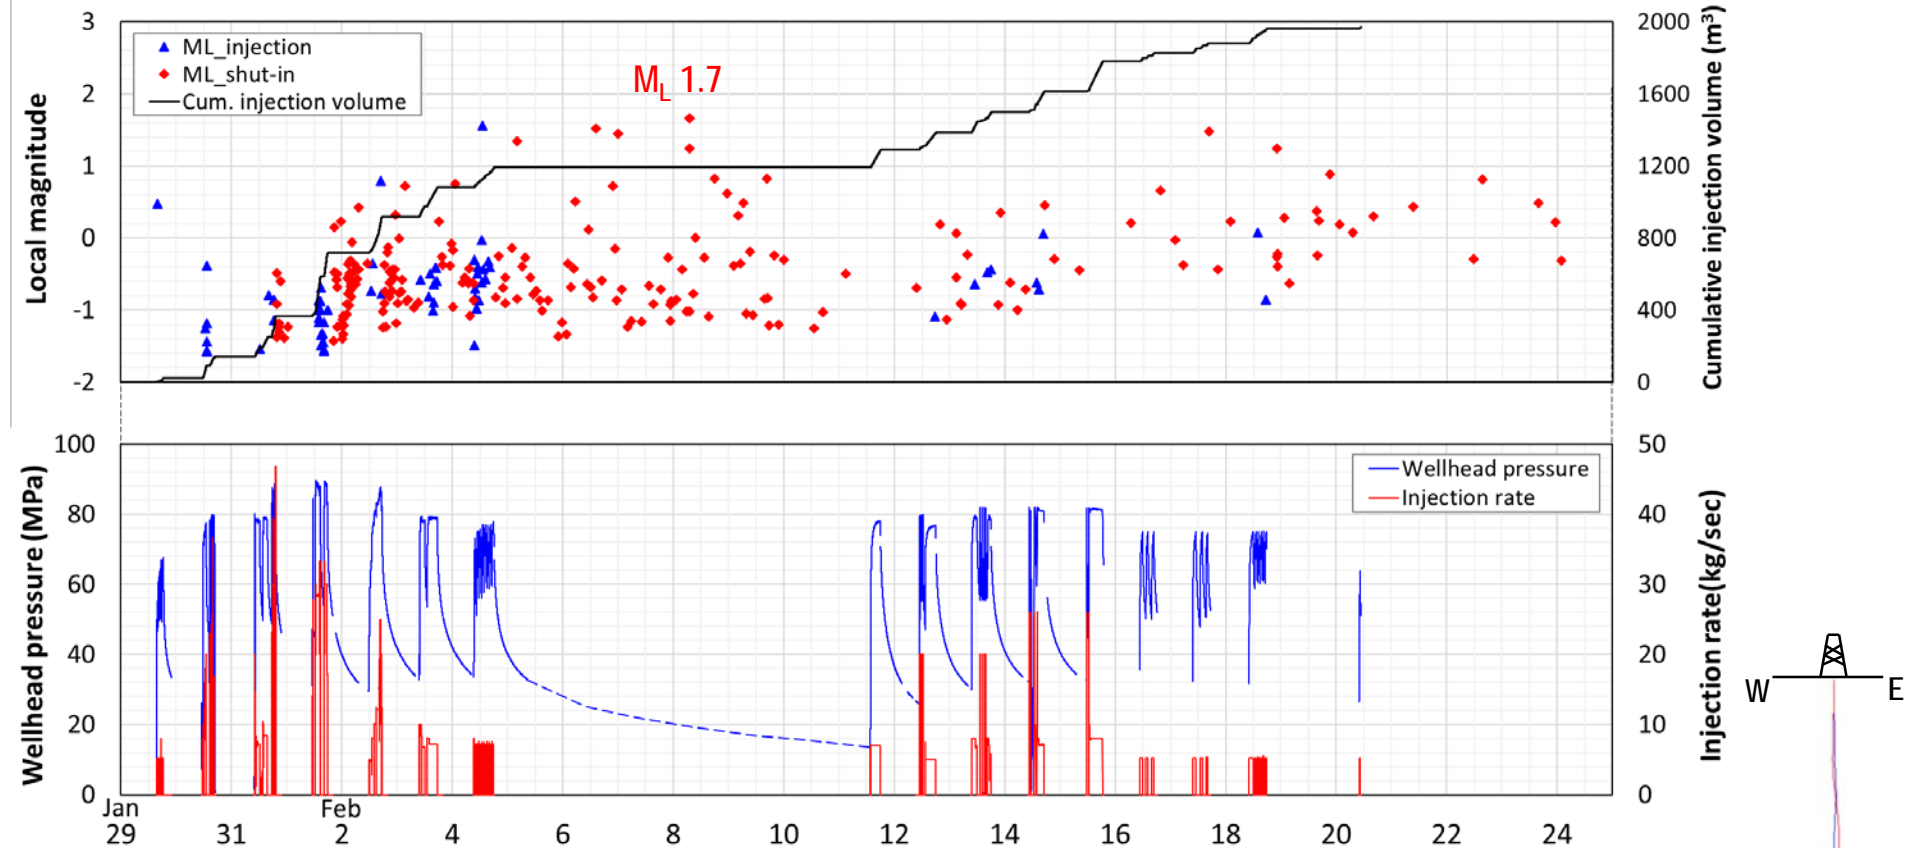 3
2
1
0
-1
-2
Local magnitude
ML_injection
ML_shut-in
Cum. injection volume
ML 1.7
2000
1600
1200
800
400
0
Cumulative injection volume (m³)
100
80
60
40
20
0
Wellhead pressure (MPa)
Wellhead pressure
Injection rate
50
40
30
20
10
0
Injection rate(kg/sec)
Jan Feb
29 31 2 4 6 8 10 12 14 16 18 20 22 24
W E